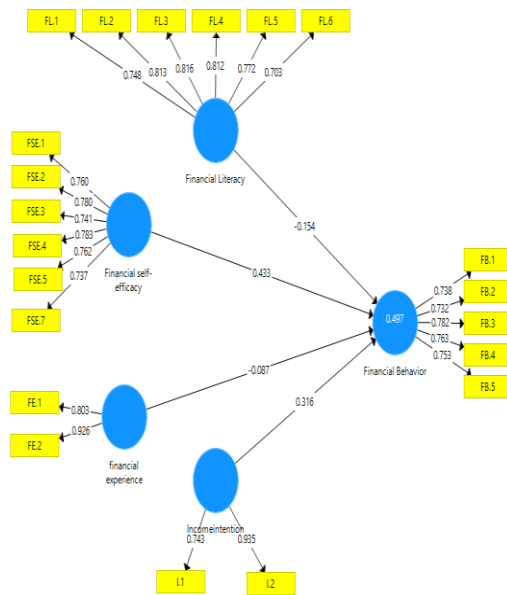 FL.1 FL.2 FL.3 FL.4 FL.5 FL.6
0.748 0.813 0.816 0.812 0.772 0.703
Financial Literacy
FSE.1
FSE.2
FSE.3
FSE.4
FSE.5
FSE.7
0.760
0.780
0.741
0.783
0.762
0.737
Financial self-
efficacy
-0.154
0.433
-0.087
0.316
0.497
Financial Behavior
0.738
0.732
0.782
0.763
0.753
FB.1
FB.2
FB.3
FB.4
FB.5
FE.1
FE.2
0.803
0.926
financial
experience
Incomeintention
0.743 0.935
I.1 I.2